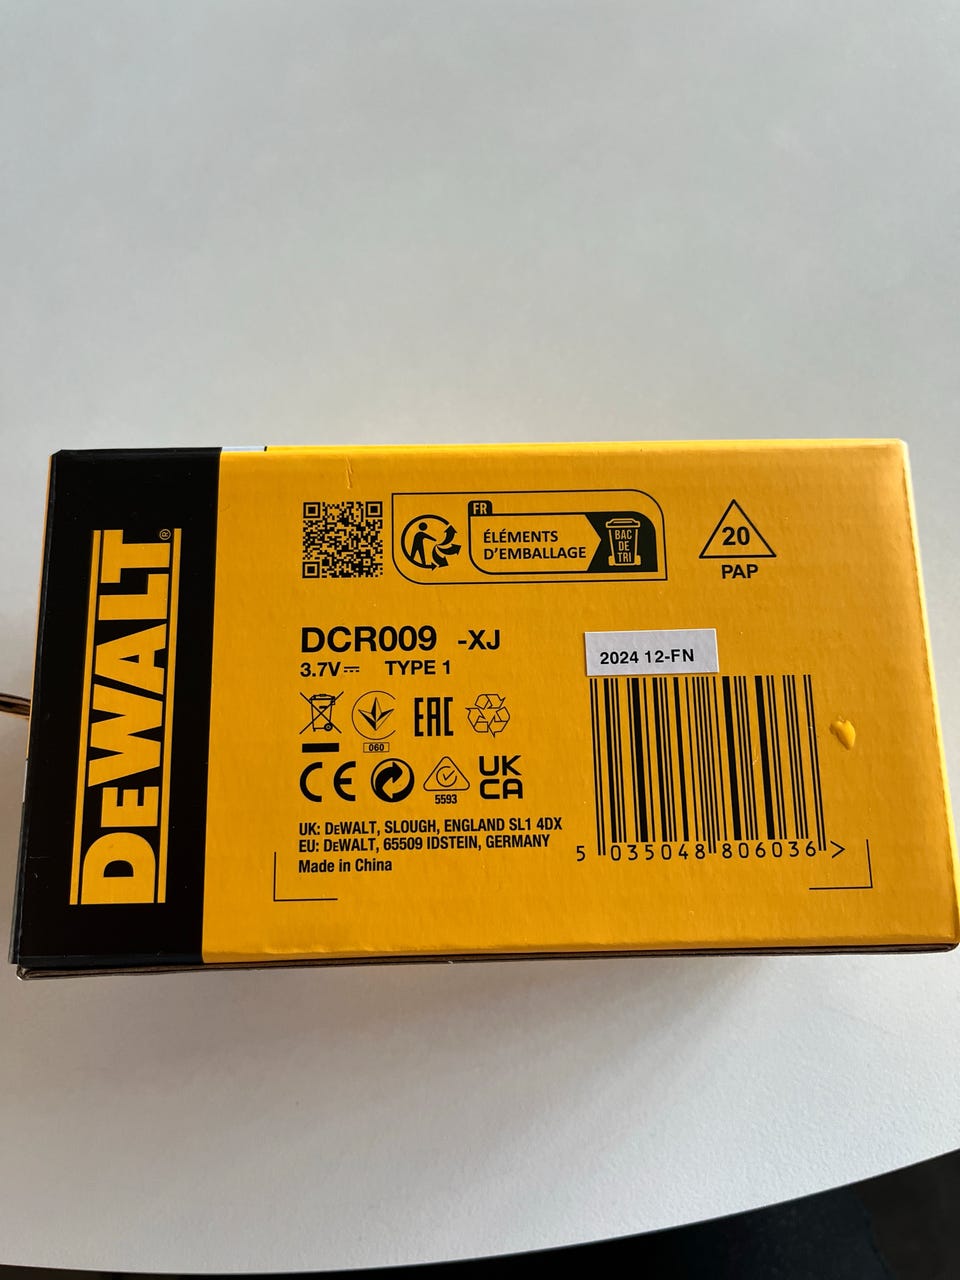 DEWALT®
FR
ÉLÉMENTS
D'EMBALLAGE
BAC
DE
TRI
20
PAP
DCR009 -XJ
3.7V⎓ TYPE 1
2024 12-FN
060
EAC
CE
5593
UK
CA
UK: DEWALT, SLOUGH, ENGLAND SL1 4DX
EU: DEWALT, 65509 IDSTEIN, GERMANY
Made in China
5 035048 806036 >